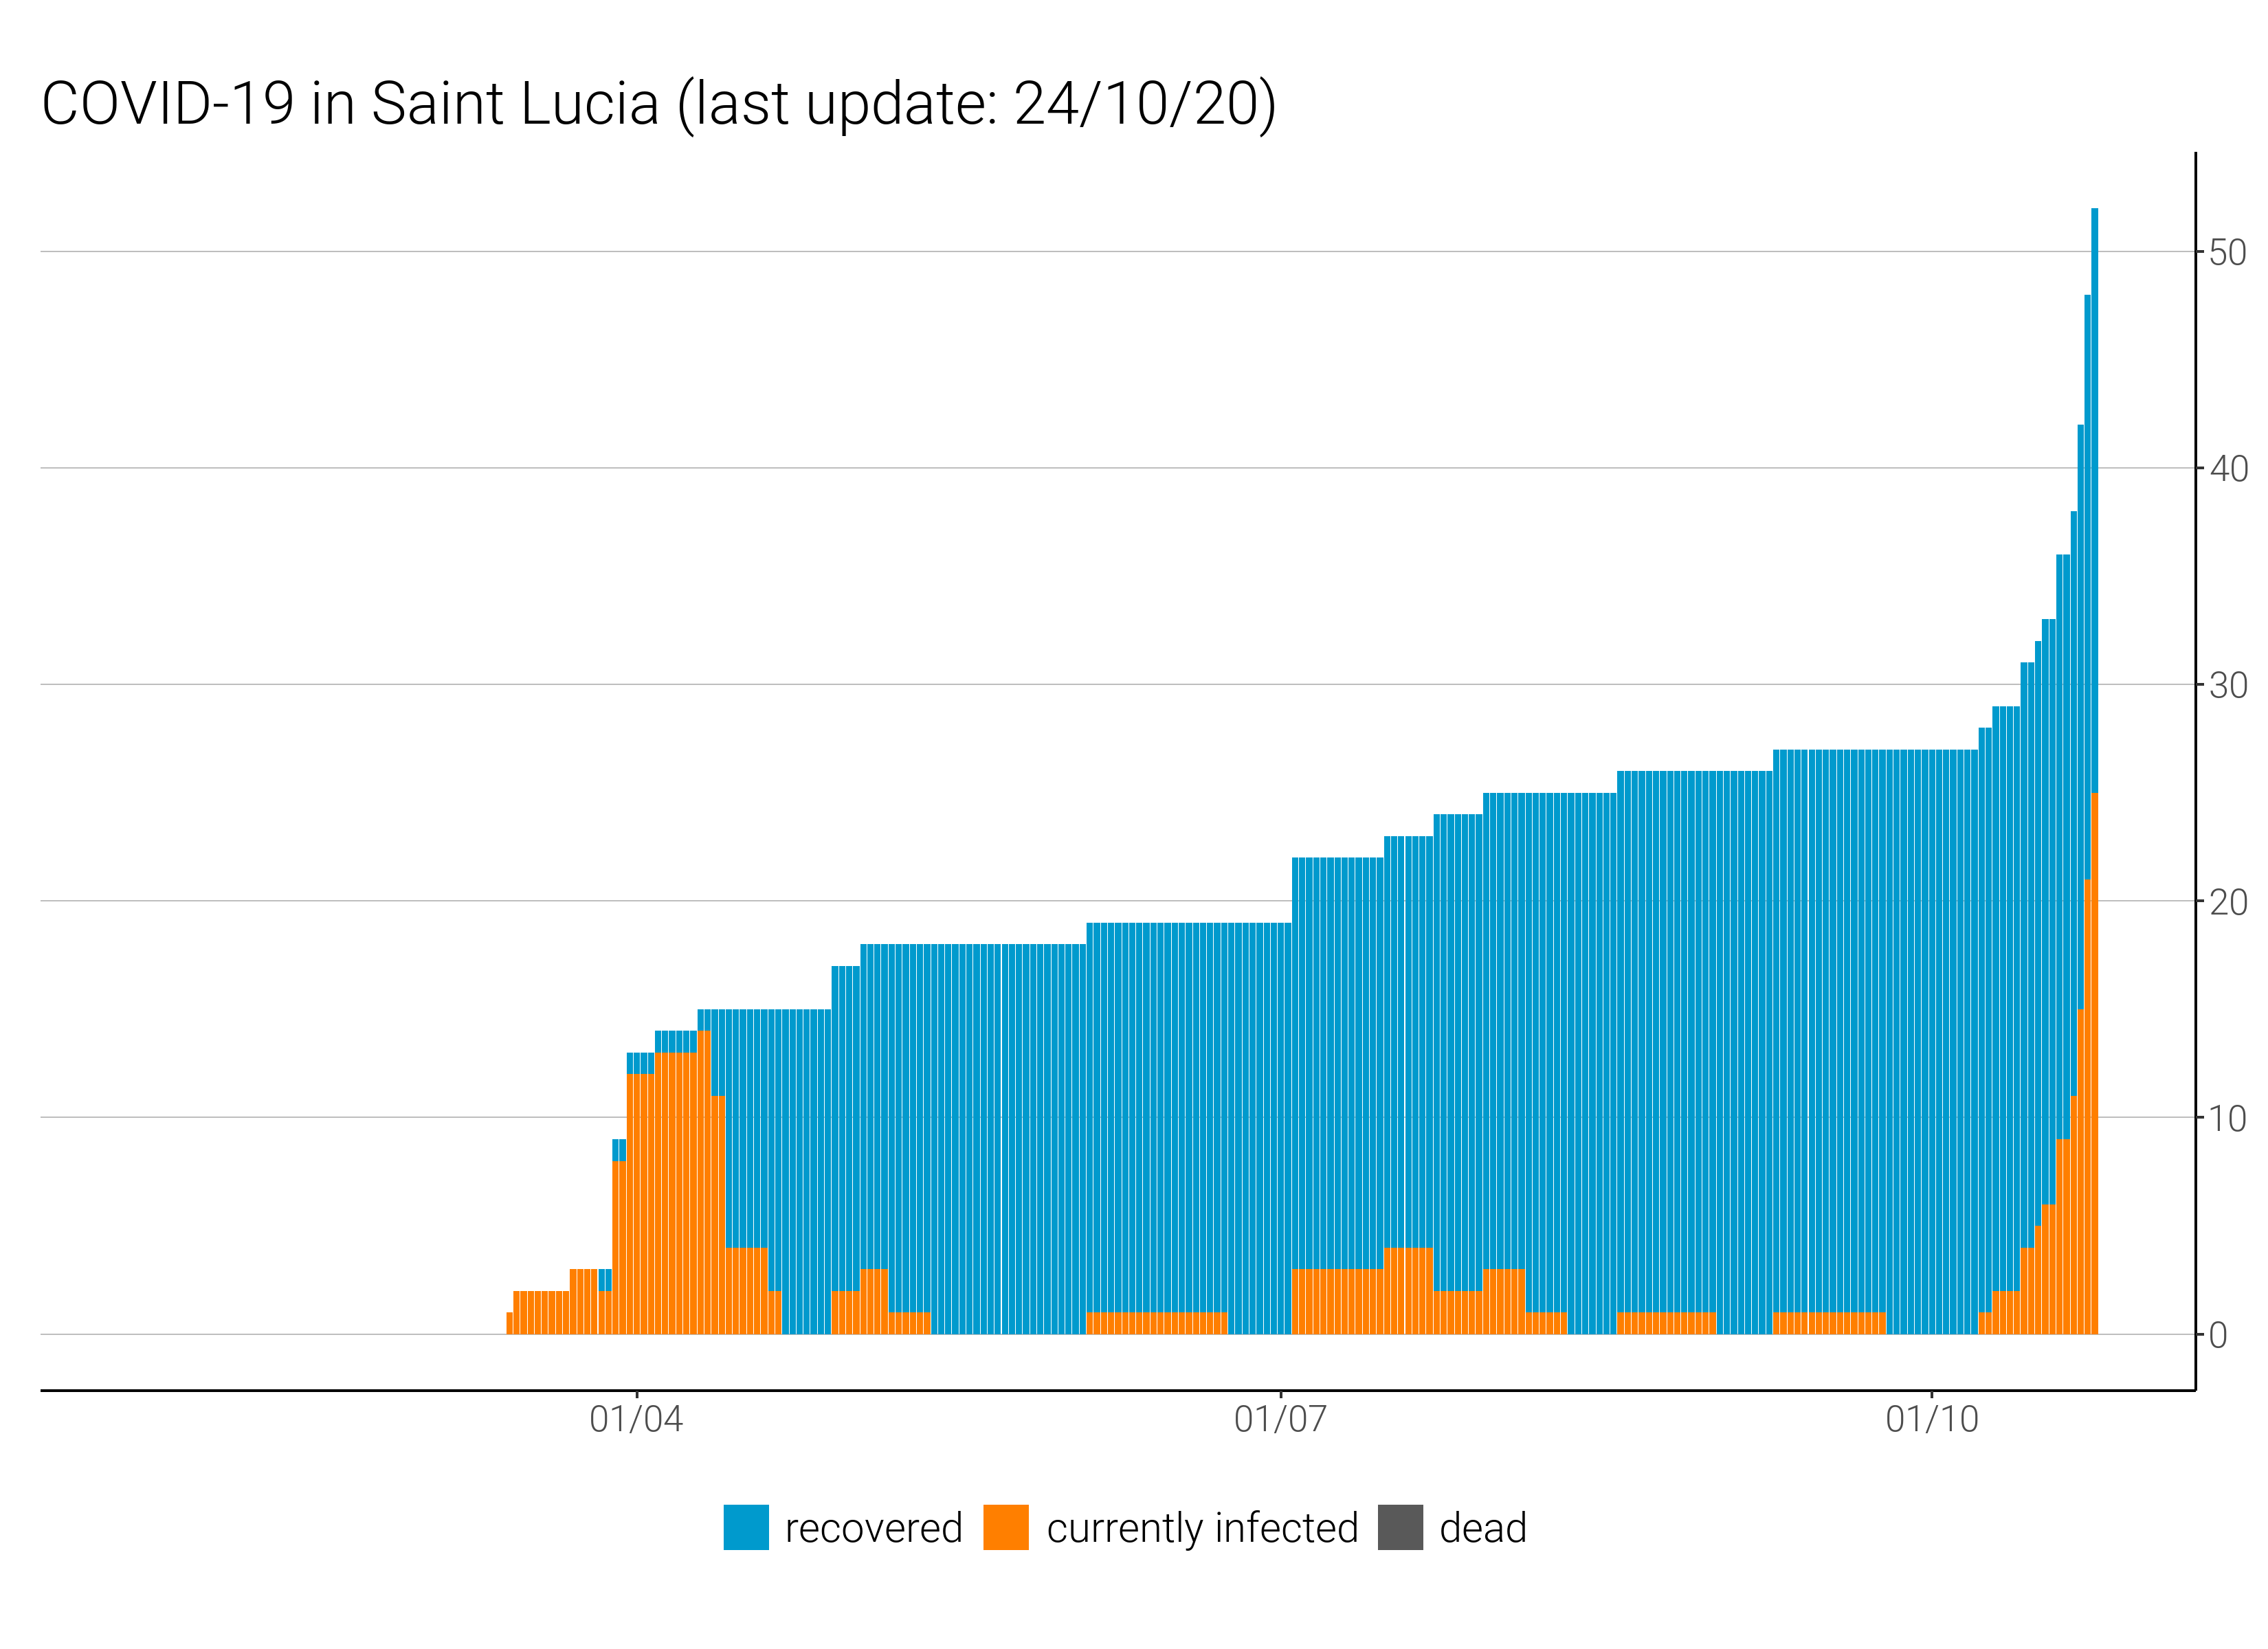 COVID-19 in Saint Lucia (last update: 24/10/20)
50
40
30
20
10
0
01/04 01/07 01/10
recovered currently infected dead